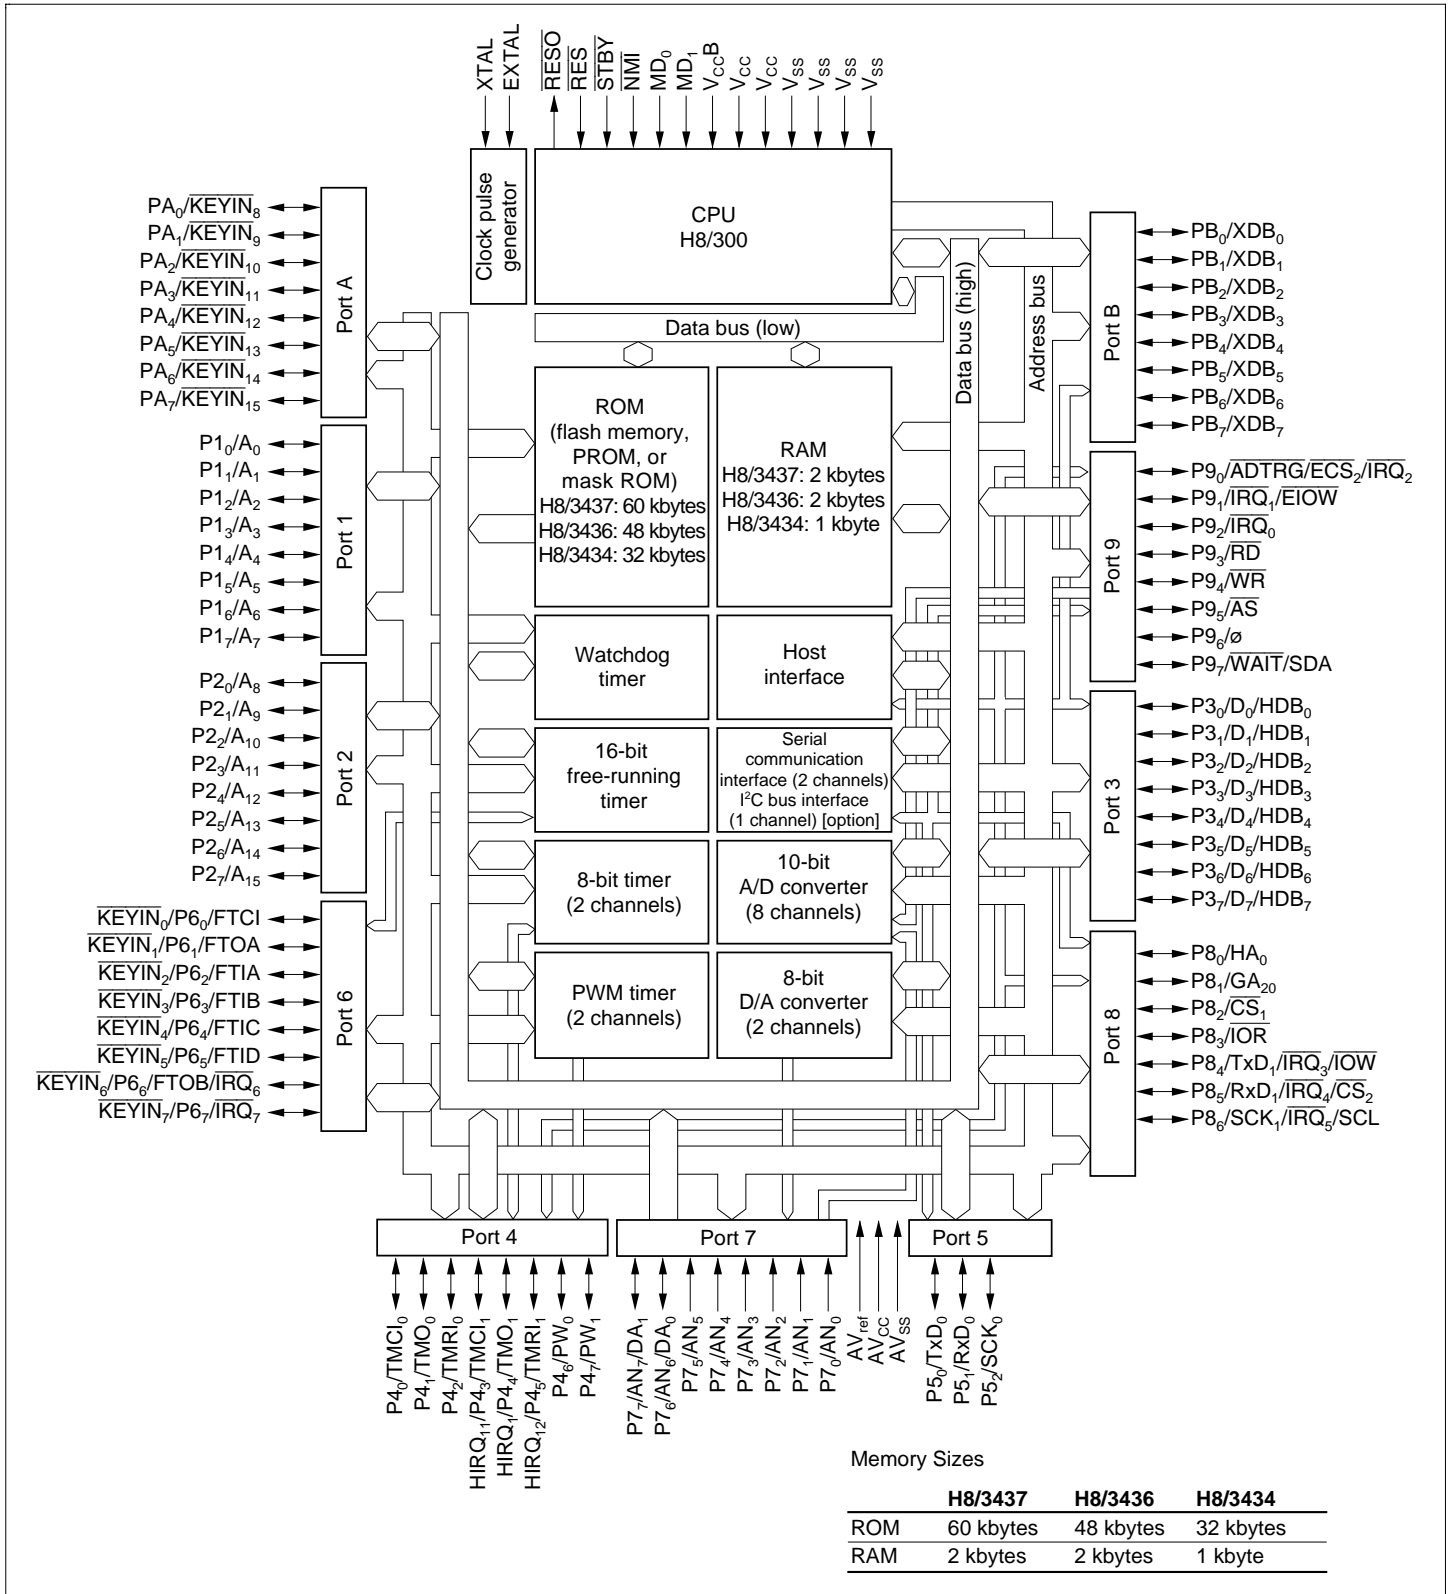 XTAL
EXTAL
RESO
RES
STBY
NMI
MD0
MD1
VCCB
VCC
VCC
VSS
VSS
VSS
VSS
Clock pulse
generator
CPU
H8/300
Data bus (low)
Data bus (high)
Address bus
PA0/KEYIN8
PA1/KEYIN9
PA2/KEYIN10
PA3/KEYIN11
PA4/KEYIN12
PA5/KEYIN13
PA6/KEYIN14
PA7/KEYIN15
Port A
P10/A0
P11/A1
P12/A2
P13/A3
P14/A4
P15/A5
P16/A6
P17/A7
Port 1
P20/A8
P21/A9
P22/A10
P23/A11
P24/A12
P25/A13
P26/A14
P27/A15
Port 2
KEYIN0/P60/FTCI
KEYIN1/P61/FTOA
KEYIN2/P62/FTIA
KEYIN3/P63/FTIB
KEYIN4/P64/FTIC
KEYIN5/P65/FTID
KEYIN6/P66/FTOB/IRQ6
KEYIN7/P67/IRQ7
Port 6
ROM
(flash memory,
PROM, or
mask ROM)
H8/3437: 60 kbytes
H8/3436: 48 kbytes
H8/3434: 32 kbytes
RAM
H8/3437: 2 kbytes
H8/3436: 2 kbytes
H8/3434: 1 kbyte
Watchdog
timer
Host
interface
16-bit
free-running
timer
Serial
communication
interface (2 channels)
I2C bus interface
(1 channel) [option]
8-bit timer
(2 channels)
10-bit
A/D converter
(8 channels)
PWM timer
(2 channels)
8-bit
D/A converter
(2 channels)
Port B
PB0/XDB0
PB1/XDB1
PB2/XDB2
PB3/XDB3
PB4/XDB4
PB5/XDB5
PB6/XDB6
PB7/XDB7
Port 9
P90/ADTRG/ECS2/IRQ2
P91/IRQ1/EIOW
P92/IRQ0
P93/RD
P94/WR
P95/AS
P96/ø
P97/WAIT/SDA
Port 3
P30/D0/HDB0
P31/D1/HDB1
P32/D2/HDB2
P33/D3/HDB3
P34/D4/HDB4
P35/D5/HDB5
P36/D6/HDB6
P37/D7/HDB7
Port 8
P80/HA0
P81/GA20
P82/CS1
P83/IOR
P84/TxD1/IRQ3/IOW
P85/RxD1/IRQ4/CS2
P86/SCK1/IRQ5/SCL
Port 4
Port 7
Port 5
P40/TMCI0
P41/TMO0
P42/TMRI0
HIRQ11/P43/TMCI1
HIRQ1/P44/TMO1
HIRQ12/P45/TMRI1
P46/PW0
P47/PW1
P77/AN7/DA1
P76/AN6/DA0
P75/AN5
P74/AN4
P73/AN3
P72/AN2
P71/AN1
P70/AN0
AVref
AVCC
AVSS
P50/TxD0
P51/RxD0
P52/SCK0
Memory Sizes
H8/3437 H8/3436 H8/3434
ROM 60 kbytes 48 kbytes 32 kbytes
RAM 2 kbytes 2 kbytes 1 kbyte